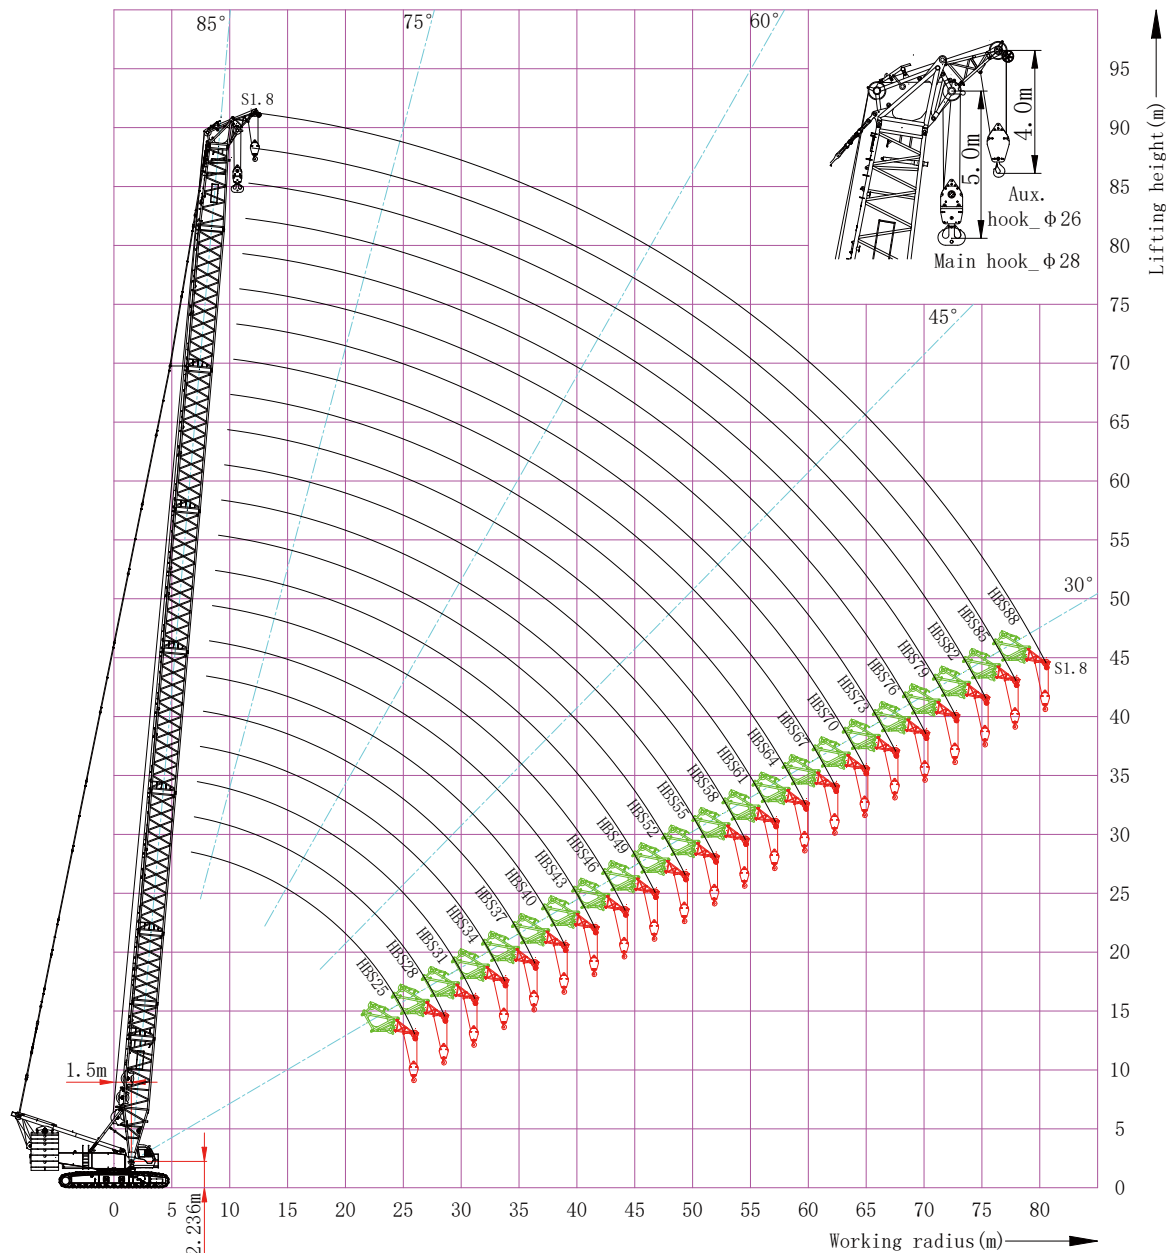 85°
75°
60°
S1.8
4.0m
5.0m
Aux.
hook_φ26
Main hook_φ28
45°
30°
Lifting height(m)
95
90
85
80
75
70
65
60
55
50
45
40
35
30
25
20
15
10
5
0
HBS88
HBS85
HBS82
HBS79
HBS76
HBS73
HBS70
HBS67
HBS64
HBS61
HBS58
HBS55
HBS52
HBS49
HBS46
HBS43
HBS40
HBS37
HBS34
HBS31
HBS28
HBS25
S1.8
1.5m
2.236m
0 5 10 15 20 25 30 35 40 45 50 55 60 65 70 75 80
Working radius(m)